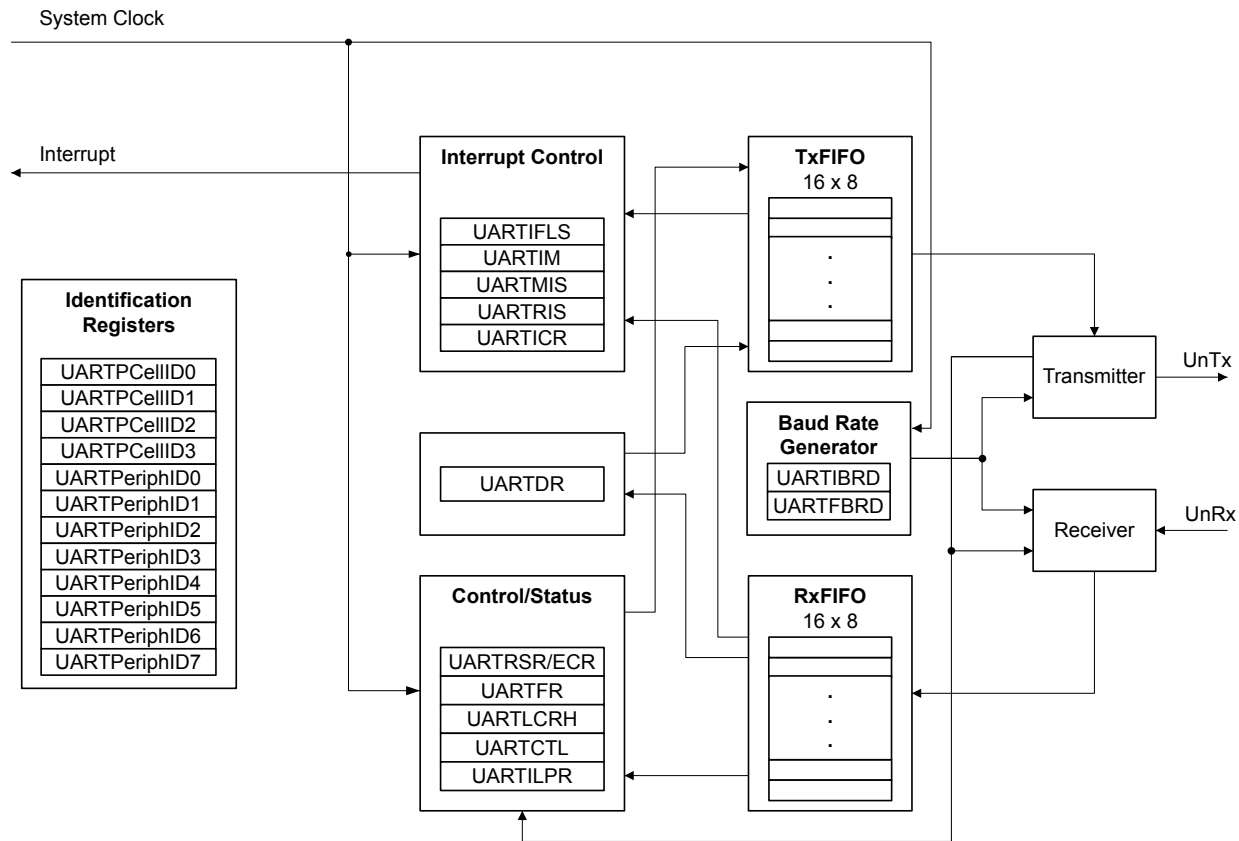 System Clock
Interrupt
Identification
Registers
UARTPCellID0
UARTPCellID1
UARTPCellID2
UARTPCellID3
UARTPeriphID0
UARTPeriphID1
UARTPeriphID2
UARTPeriphID3
UARTPeriphID4
UARTPeriphID5
UARTPeriphID6
UARTPeriphID7
Interrupt Control
UARTIFLS
UARTIM
UARTMIS
UARTRIS
UARTICR
UARTDR
Control/Status
UARTRSR/ECR
UARTFR
UARTLCRH
UARTCTL
UARTILPR
TxFIFO
16 x 8
.
.
.
Baud Rate
Generator
UARTIBRD
UARTFBRD
RxFIFO
16 x 8
.
.
.
Transmitter
UnTx
Receiver
UnRx